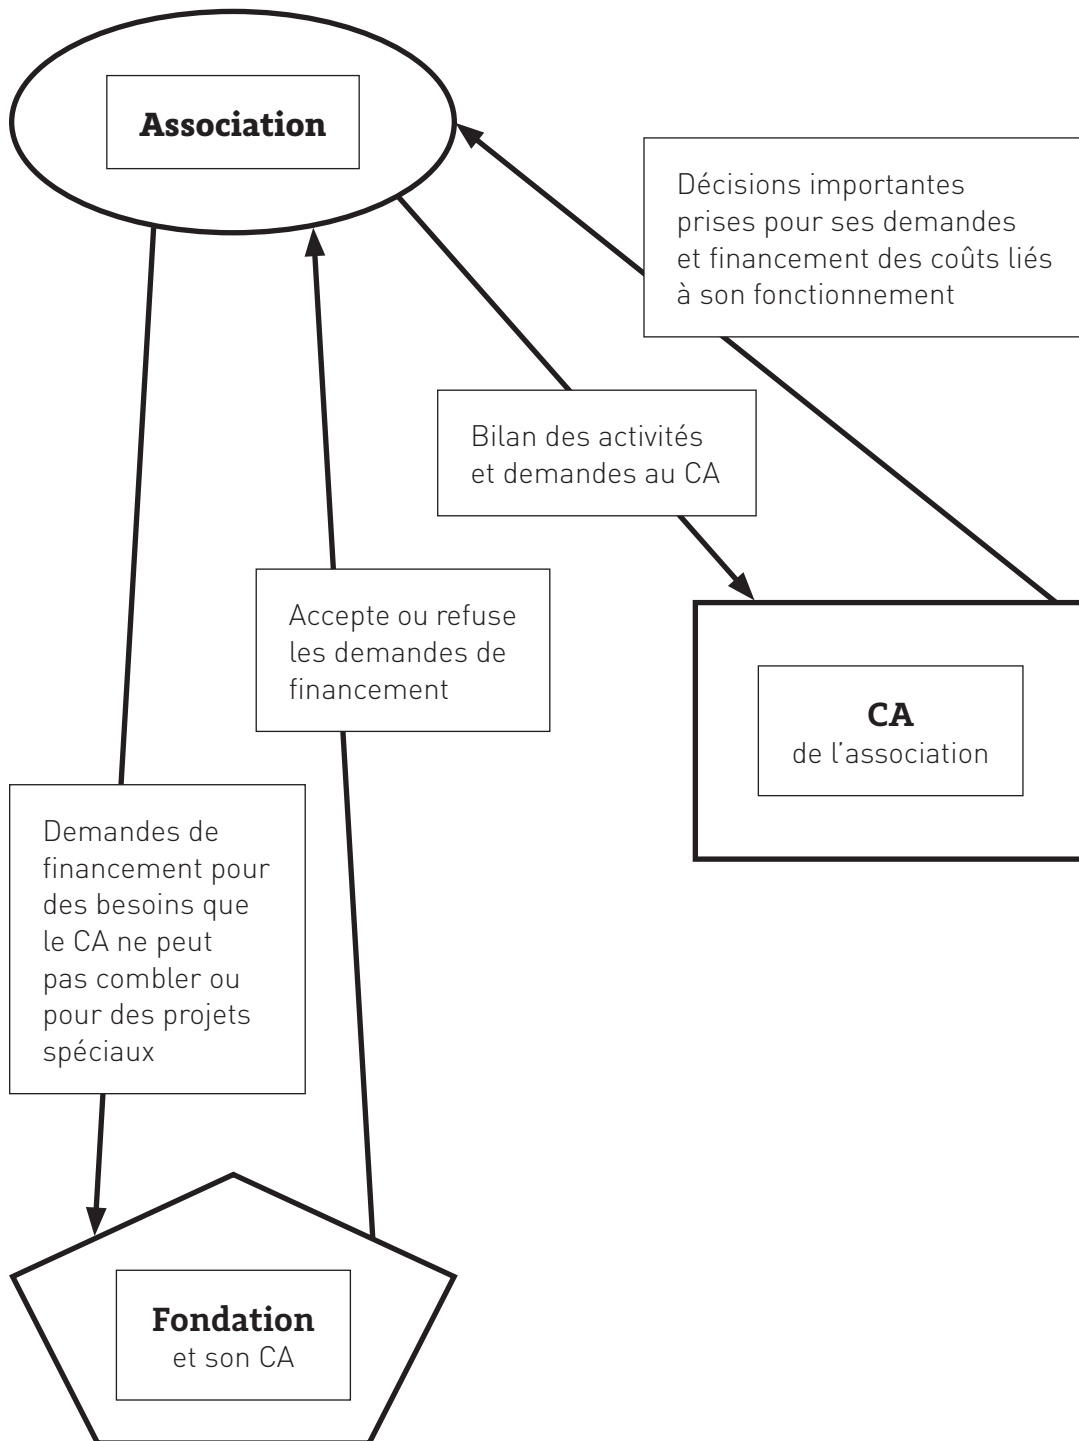 Association
Décisions importantes
prises pour ses demandes
et financement des coûts liés
à son fonctionnement
Bilan des activités
et demandes au CA
Accepte ou refuse
les demandes de
financement
CA
de l'association
Demandes de
financement pour
des besoins que
le CA ne peut
pas combler ou
pour des projets
spéciaux
Fondation
et son CA